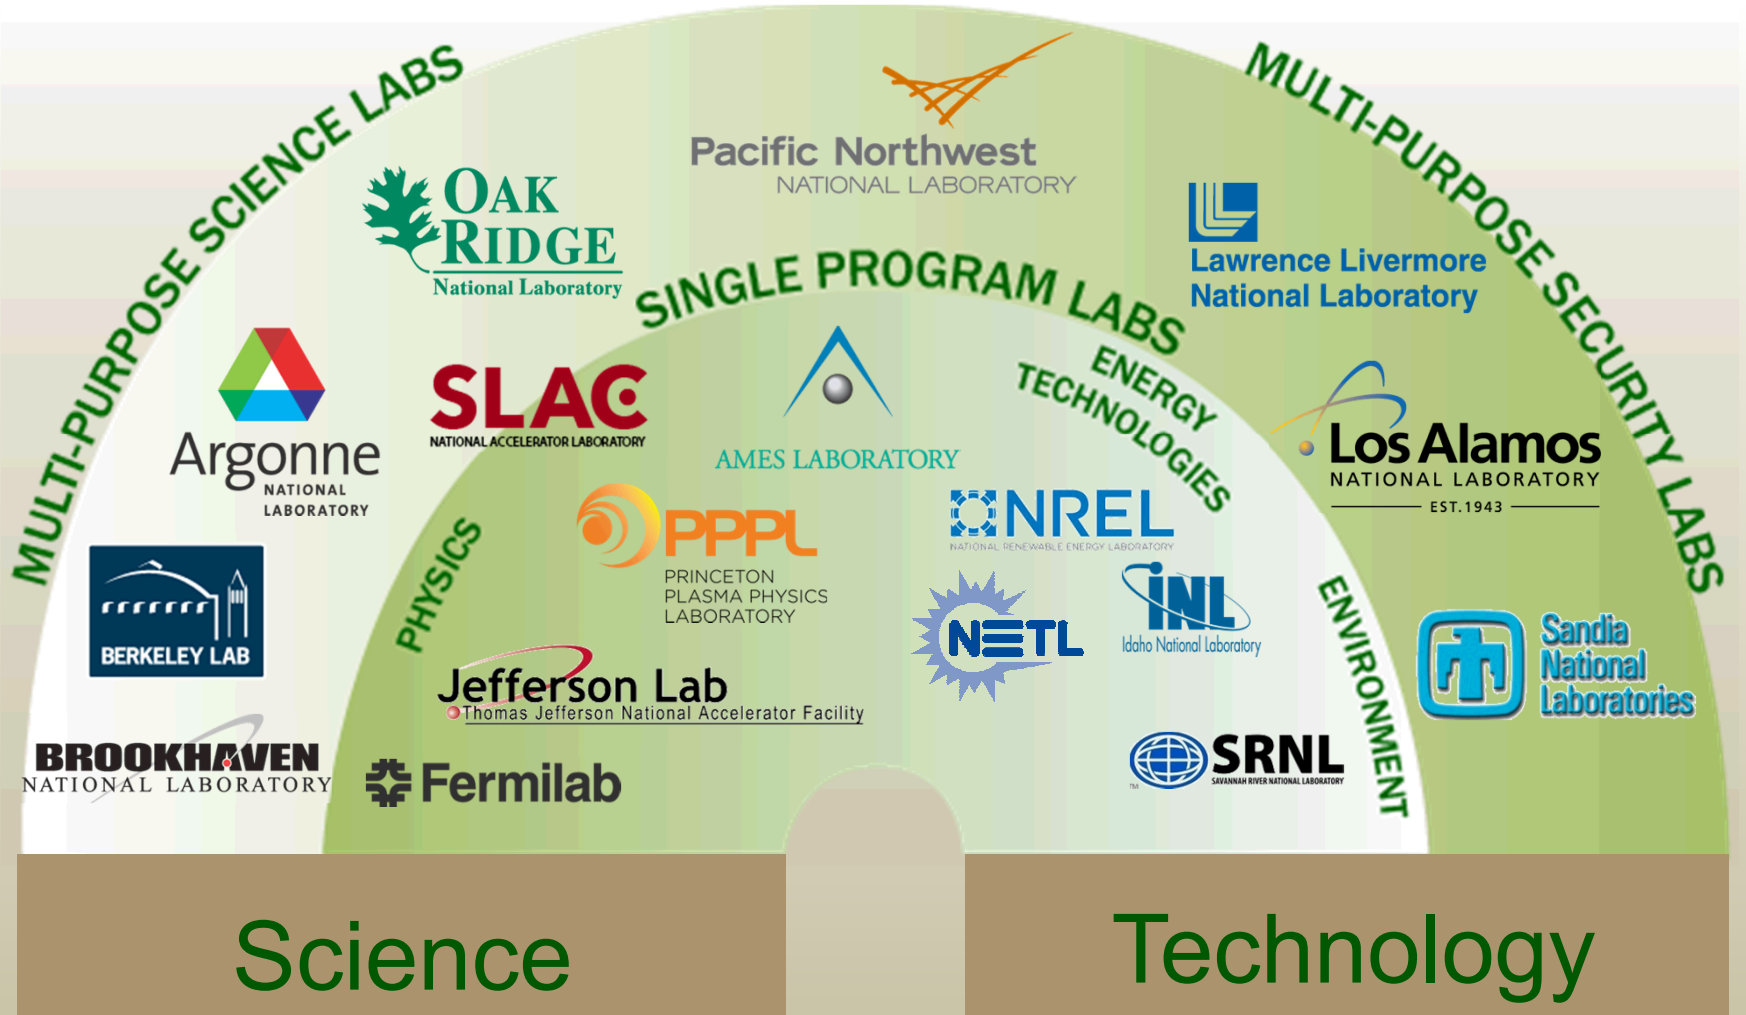 MULTI-PURPOSE SCIENCE LABS
MULTI-PURPOSE SECURITY LABS
Pacific Northwest
NATIONAL LABORATORY
OAK
RIDGE
National Laboratory
Lawrence Livermore
National Laboratory
SINGLE PROGRAM LABS
Argonne
NATIONAL
LABORATORY
SLAC
NATIONAL ACCELERATOR LABORATORY
AMES LABORATORY
ENERGY
TECHNOLOGIES
Los Alamos
NATIONAL LABORATORY
EST.1943
BERKELEY LAB
PHYSICS
PPPL
PRINCETON
PLASMA PHYSICS
LABORATORY
NREL
NATIONAL RENEWABLE ENERGY LABORATORY
NETL
INL
Idaho National Laboratory
ENVIRONMENT
Sandia
National
Laboratories
Jefferson Lab
Thomas Jefferson National Accelerator Facility
BROOKHAVEN
NATIONAL LABORATORY
Fermilab
SRNL
SAVANNAH RIVER NATIONAL LABORATORY
TM
Science
Technology